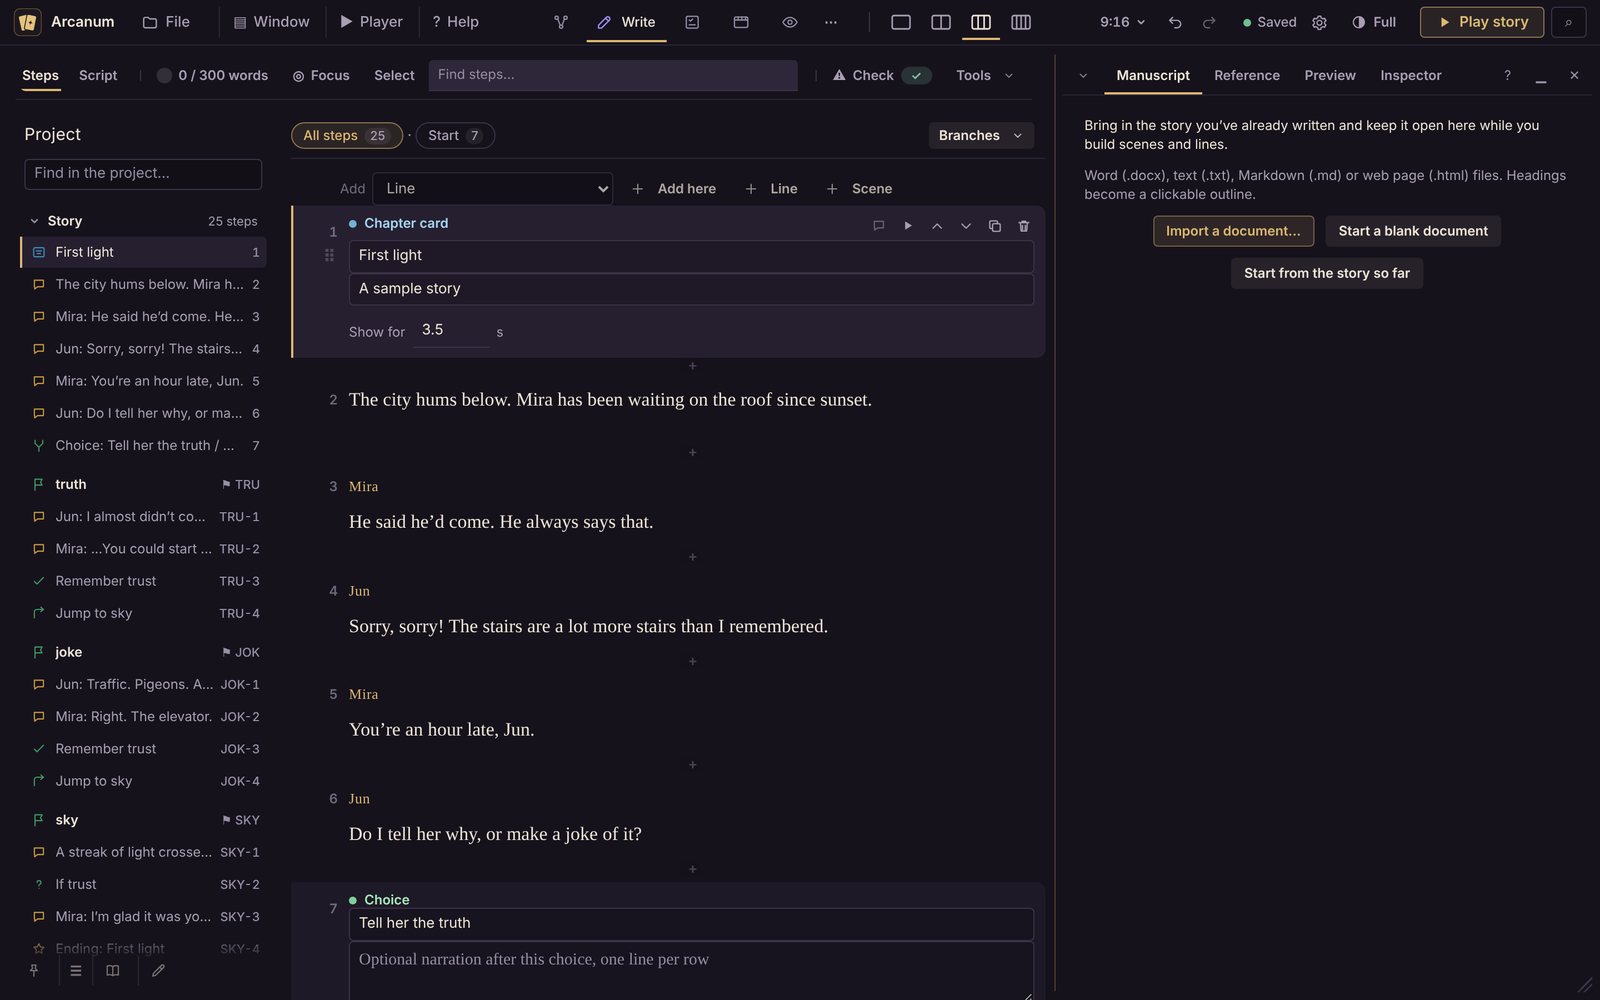 Arcanum
File
Window
Player
? Help
Write
9:16
Saved
Full
Play story
Steps
Script
0 / 300 words
Focus
Select
Find steps...
Check
Tools
Manuscript
Reference
Preview
Inspector
?
Project
Find in the project...
Story
25 steps
First light 1
The city hums below. Mira h... 2
Mira: He said he’d come. He... 3
Jun: Sorry, sorry! The stairs... 4
Mira: You’re an hour late, Jun. 5
Jun: Do I tell her why, or ma... 6
Choice: Tell her the truth / ... 7
truth TRU
Jun: I almost didn’t co... TRU-1
Mira: ...You could start ... TRU-2
Remember trust TRU-3
Jump to sky TRU-4
joke JOK
Jun: Traffic. Pigeons. A... JOK-1
Mira: Right. The elevator. JOK-2
Remember trust JOK-3
Jump to sky JOK-4
sky SKY
A streak of light crosse... SKY-1
? If trust SKY-2
Mira: I’m glad it was yo... SKY-3
Ending: First light SKY-4
All steps 25 · Start 7
Branches
Add Line
+ Add here
+ Line
+ Scene
1 Chapter card
First light
A sample story
Show for 3.5 s
+
2 The city hums below. Mira has been waiting on the roof since sunset.
+
3 Mira
He said he’d come. He always says that.
+
4 Jun
Sorry, sorry! The stairs are a lot more stairs than I remembered.
+
5 Mira
You’re an hour late, Jun.
+
6 Jun
Do I tell her why, or make a joke of it?
+
7 Choice
Tell her the truth
Optional narration after this choice, one line per row
Bring in the story you’ve already written and keep it open here while you
build scenes and lines.
Word (.docx), text (.txt), Markdown (.md) or web page (.html) files. Headings
become a clickable outline.
Import a document...
Start a blank document
Start from the story so far